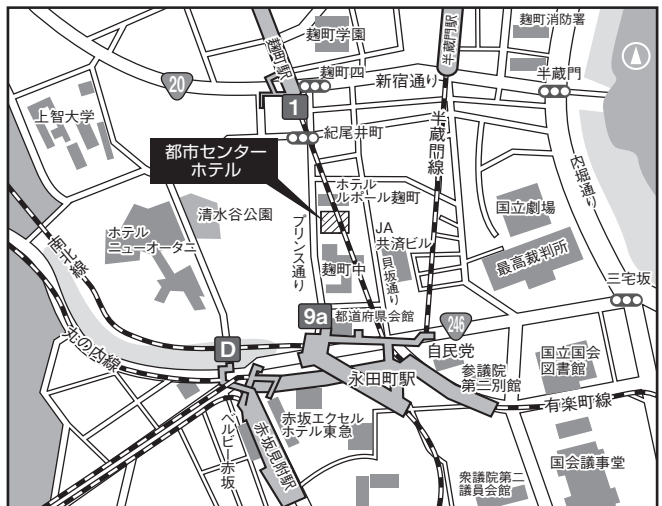 麹町消防署
麹町学園
麹町駅
半蔵門駅
20
麹町四
新宿通り
半蔵門
上智大学
1
紀尾井町
半蔵門線
内堀通り
都市センター
ホテル
ホテル
ルポール麹町
国立劇場
清水谷公園
プリンス通り
JA
共済ビル
最高裁判所
ホテル
ニューオータニ
麹町中
貝坂通り
三宅坂
南北線
9a
都道府県会館
246
丸の内線
D
自民党
参議院
第二別館
国立国会
図書館
永田町駅
有楽町線
ベルビー赤坂
赤坂見附駅
赤坂エクセル
ホテル東急
衆議院第二
議員会館
国会議事堂